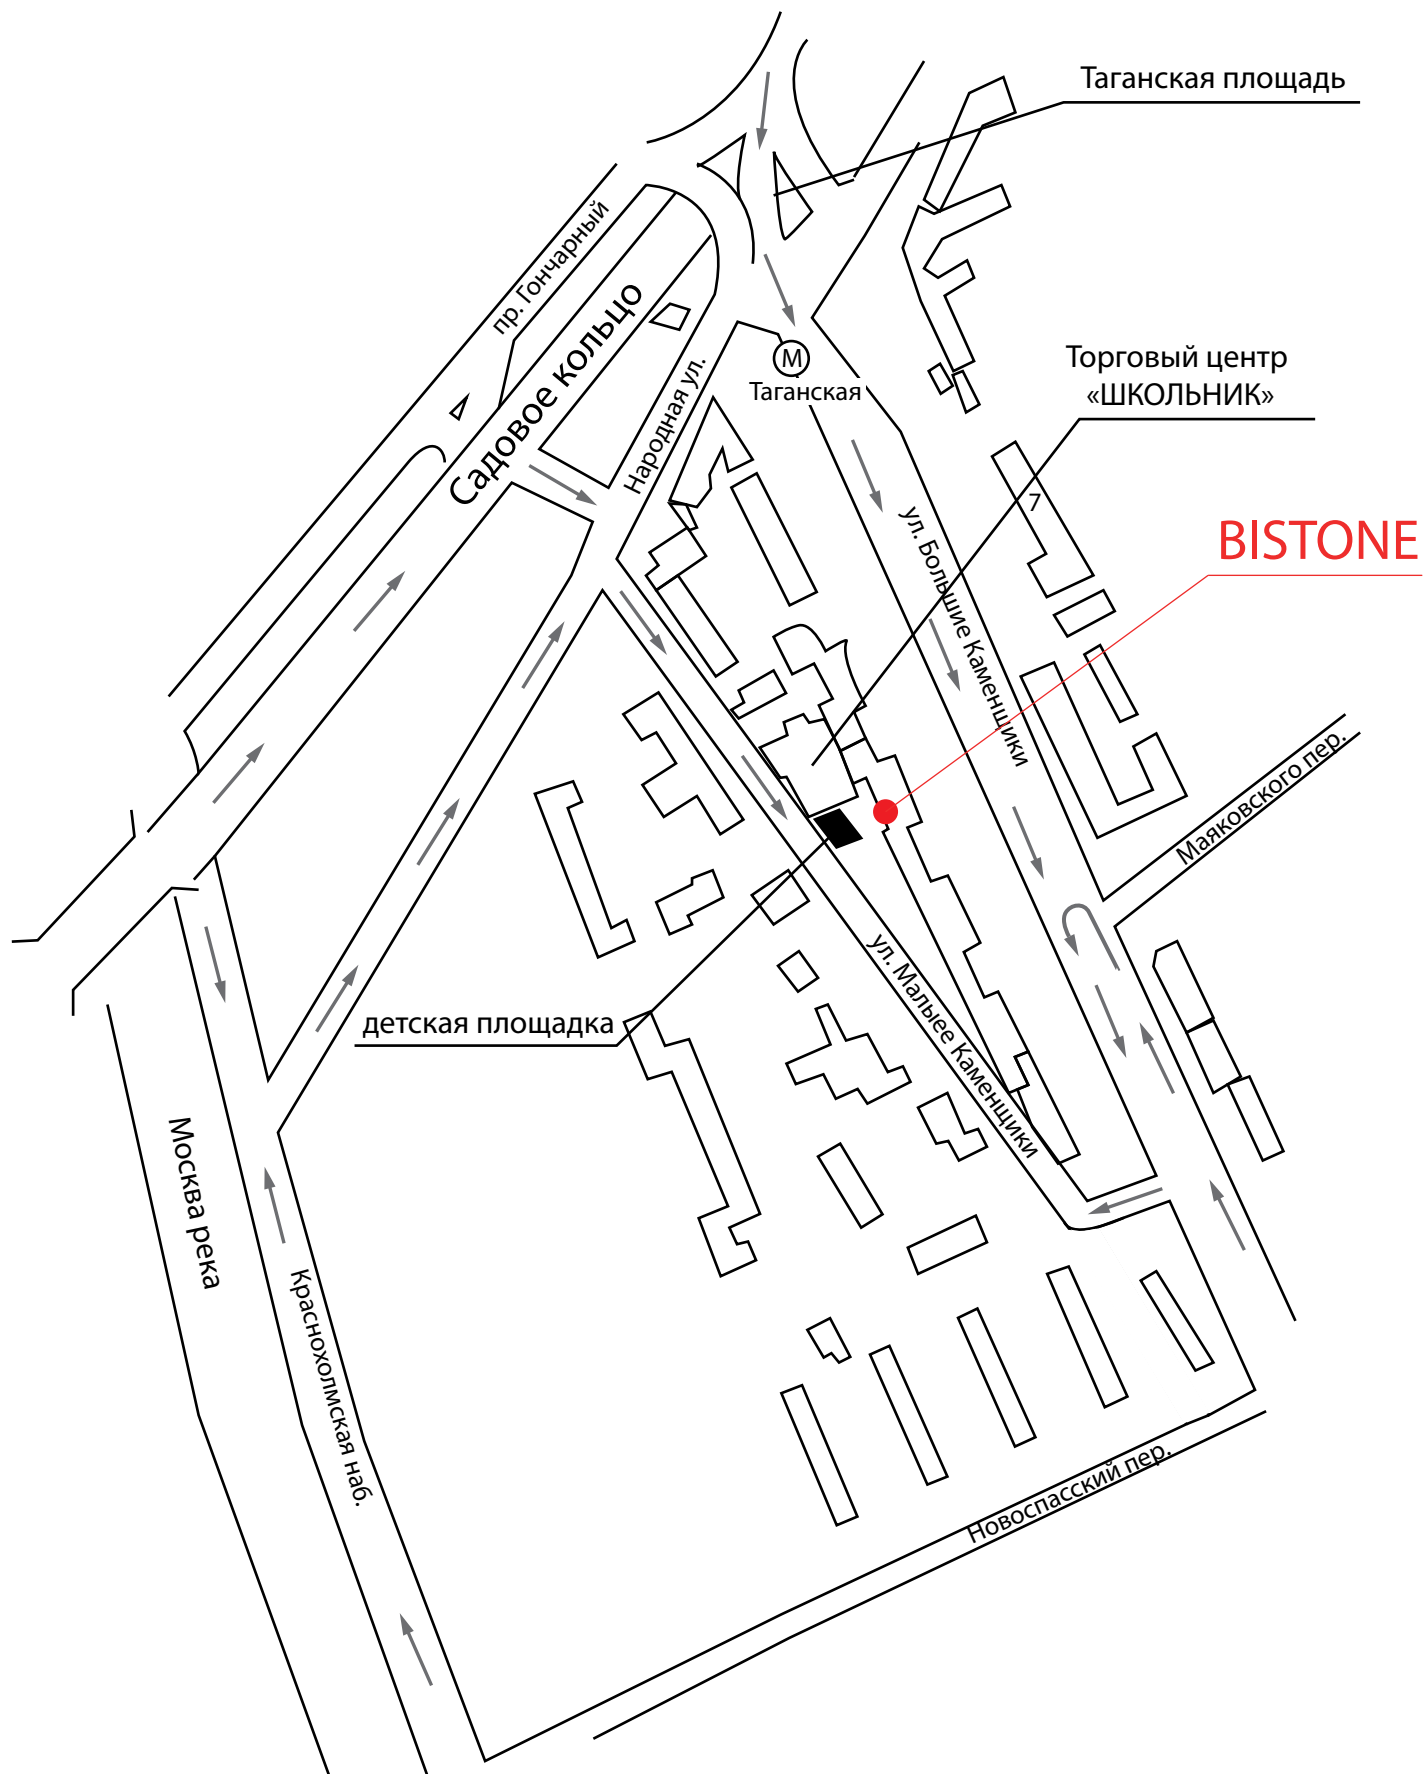 Таганская площадь
пр. Гончарный
Садовое кольцо
Народная ул.
М
Таганская
Торговый центр
«ШКОЛЬНИК»
7
BISTONE
ул. Большие Каменщики
Маяковского пер.
ул. Малыее Каменщики
детская площадка
Москва река
Краснохолмская наб.
Новоспасский пер.